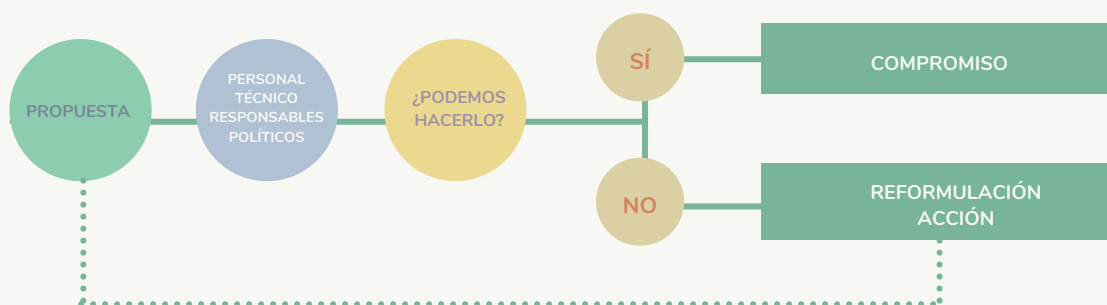 PROPUESTA
PERSONAL
TÉCNICO
RESPONSABLES
POLÍTICOS
¿PODEMOS
HACERLO?
SÍ
COMPROMISO
NO
REFORMULACIÓN
ACCIÓN